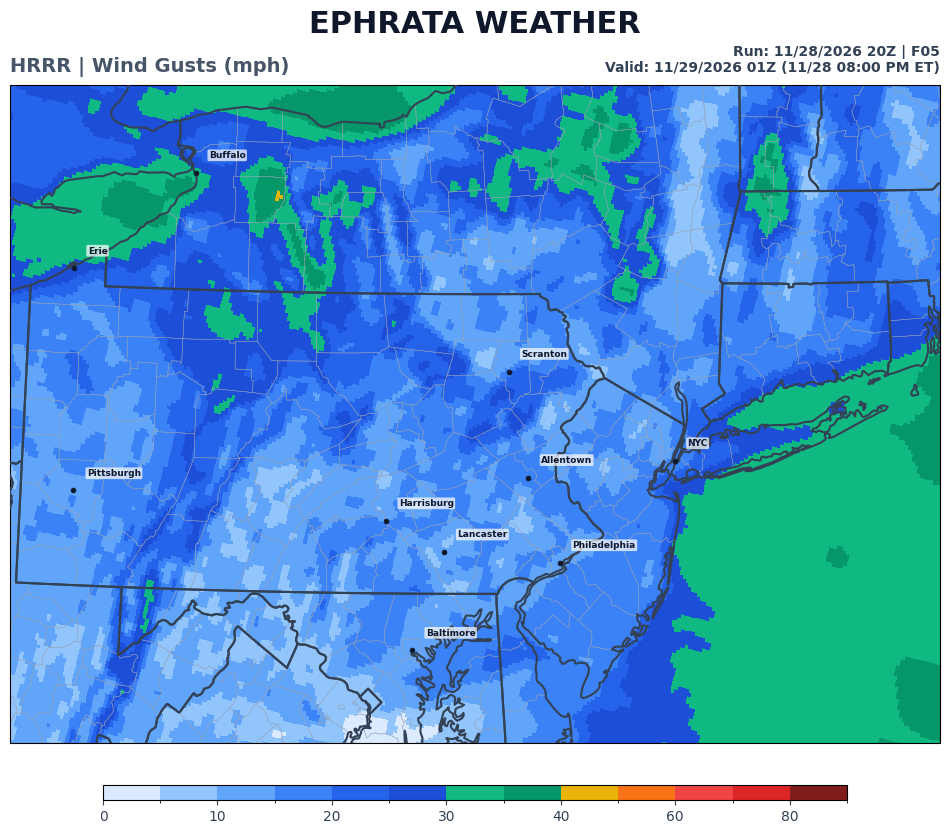 EPHRATA WEATHER
HRRR | Wind Gusts (mph)
Run: 11/28/2026 20Z | F05
Valid: 11/29/2026 01Z (11/28 08:00 PM ET)
Buffalo
Erie
Scranton
NYC
Allentown
Pittsburgh
Harrisburg
Lancaster
Philadelphia
Baltimore
0 10 20 30 40 60 80